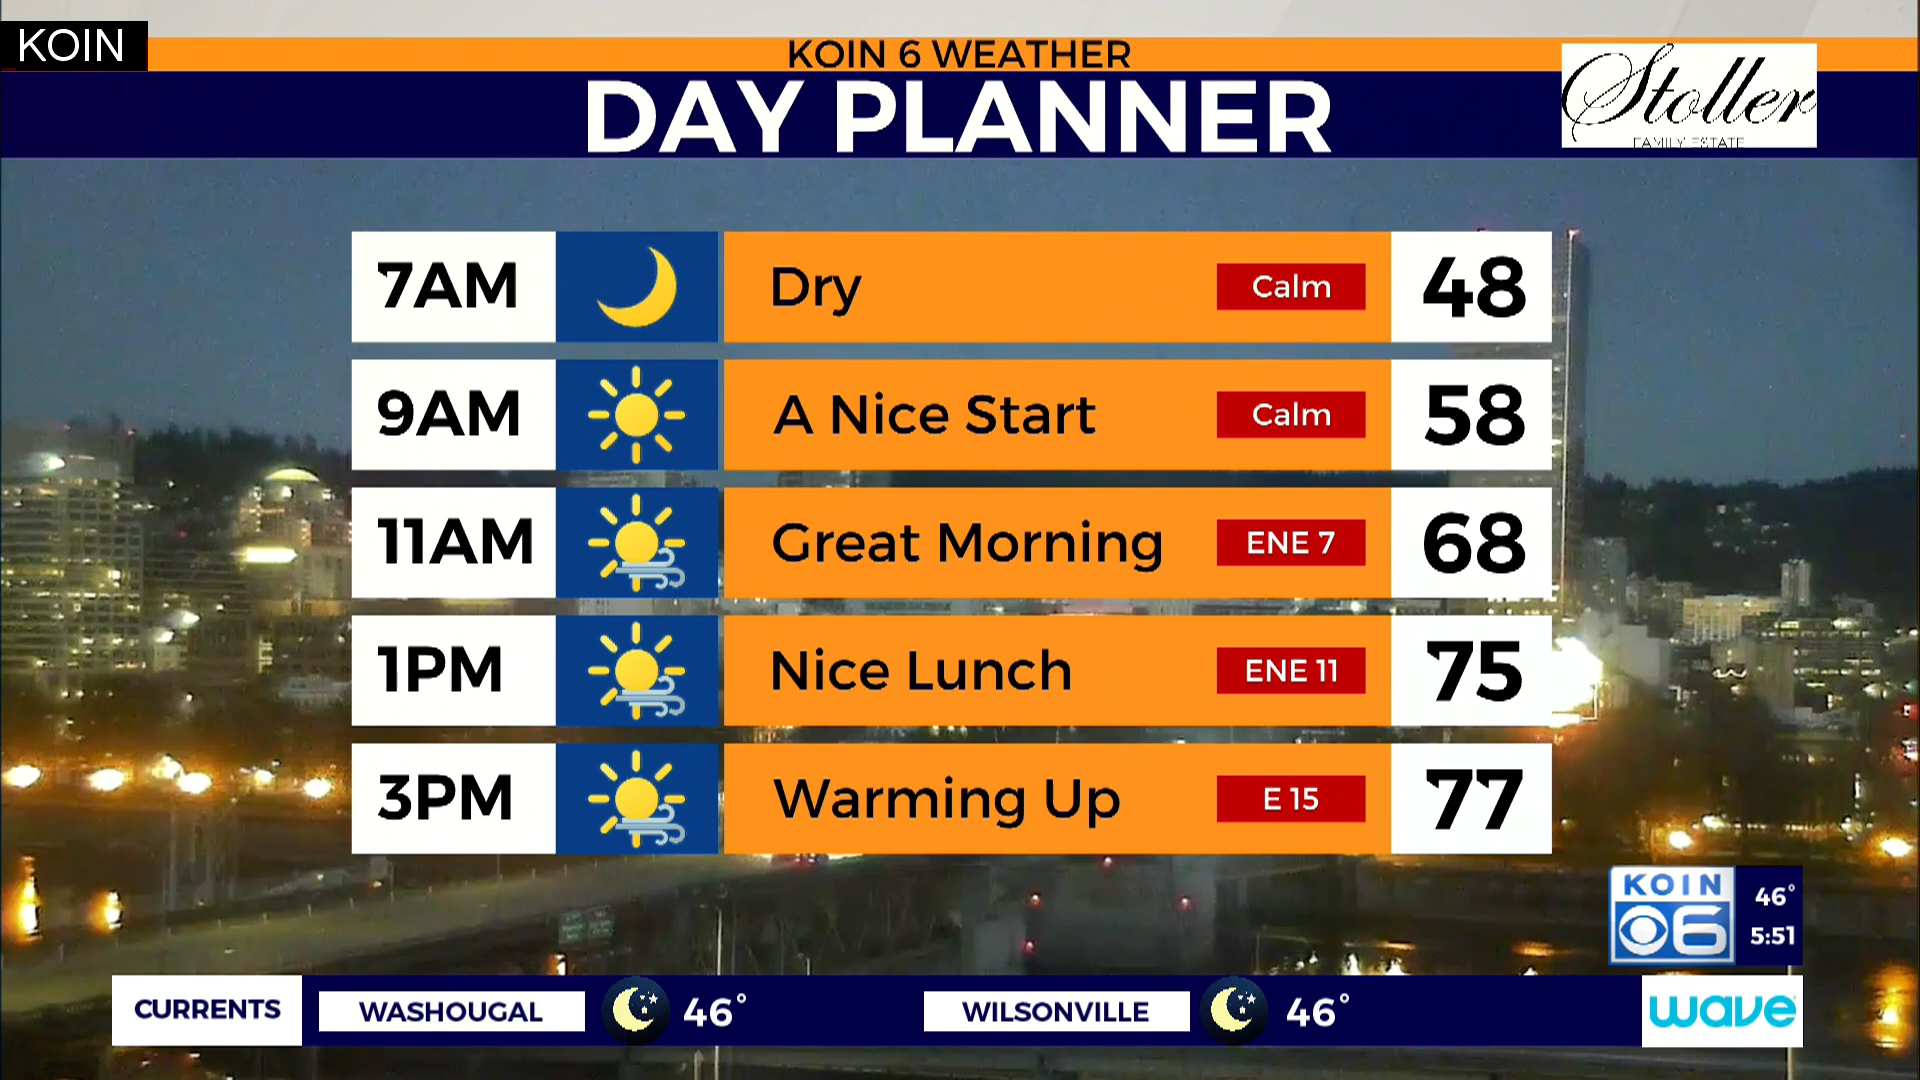 KOIN
KOIN 6 WEATHER
DAY PLANNER
Stoller
FAMILY ESTATE
7AM Dry Calm 48
9AM A Nice Start Calm 58
11AM Great Morning ENE 7 68
1PM Nice Lunch ENE 11 75
3PM Warming Up E 15 77
KOIN
6
46°
5:51
CURRENTS WASHOUGAL 46° WILSONVILLE 46°
wave